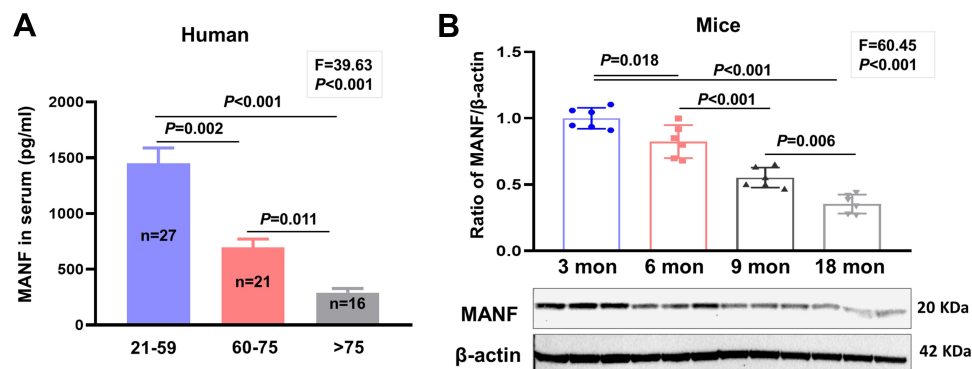 A
Human
F=39.63
P<0.001
MANF in serum (pg/ml)
2000
1500
1000
500
0
P<0.001
P=0.002
P=0.011
n=27
n=21
n=16
21-59
60-75
>75
B
Mice
F=60.45
P<0.001
Ratio of MANF/β-actin
1.5
1.0
0.5
0.0
P=0.018
P<0.001
P<0.001
P=0.006
3 mon
6 mon
9 mon
18 mon
MANF
20 KDa
β-actin
42 KDa